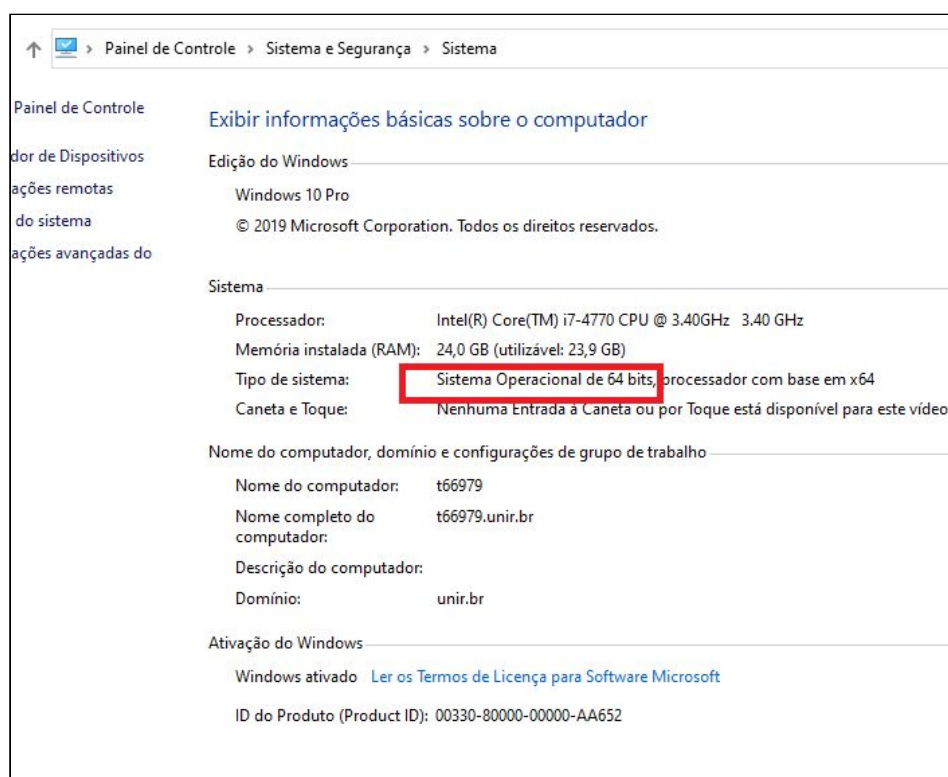 Painel de Controle > Sistema e Segurança > Sistema
Painel de Controle
dor de Dispositivos
ações remotas
do sistema
ações avançadas do
Exibir informações básicas sobre o computador
Edição do Windows
Windows 10 Pro
© 2019 Microsoft Corporation. Todos os direitos reservados.
Sistema
Processador: Intel(R) Core(TM) i7-4770 CPU @ 3.40GHz 3.40 GHz
Memória instalada (RAM): 24,0 GB (utilizável: 23,9 GB)
Tipo de sistema: Sistema Operacional de 64 bits, processador com base em x64
Caneta e Toque: Nenhuma Entrada à Caneta ou por Toque está disponível para este vídeo
Nome do computador, domínio e configurações de grupo de trabalho
Nome do computador: t66979
Nome completo do t66979.unir.br
computador:
Descrição do computador:
Domínio: unir.br
Ativação do Windows
Windows ativado Ler os Termos de Licença para Software Microsoft
ID do Produto (Product ID): 00330-80000-00000-AA652